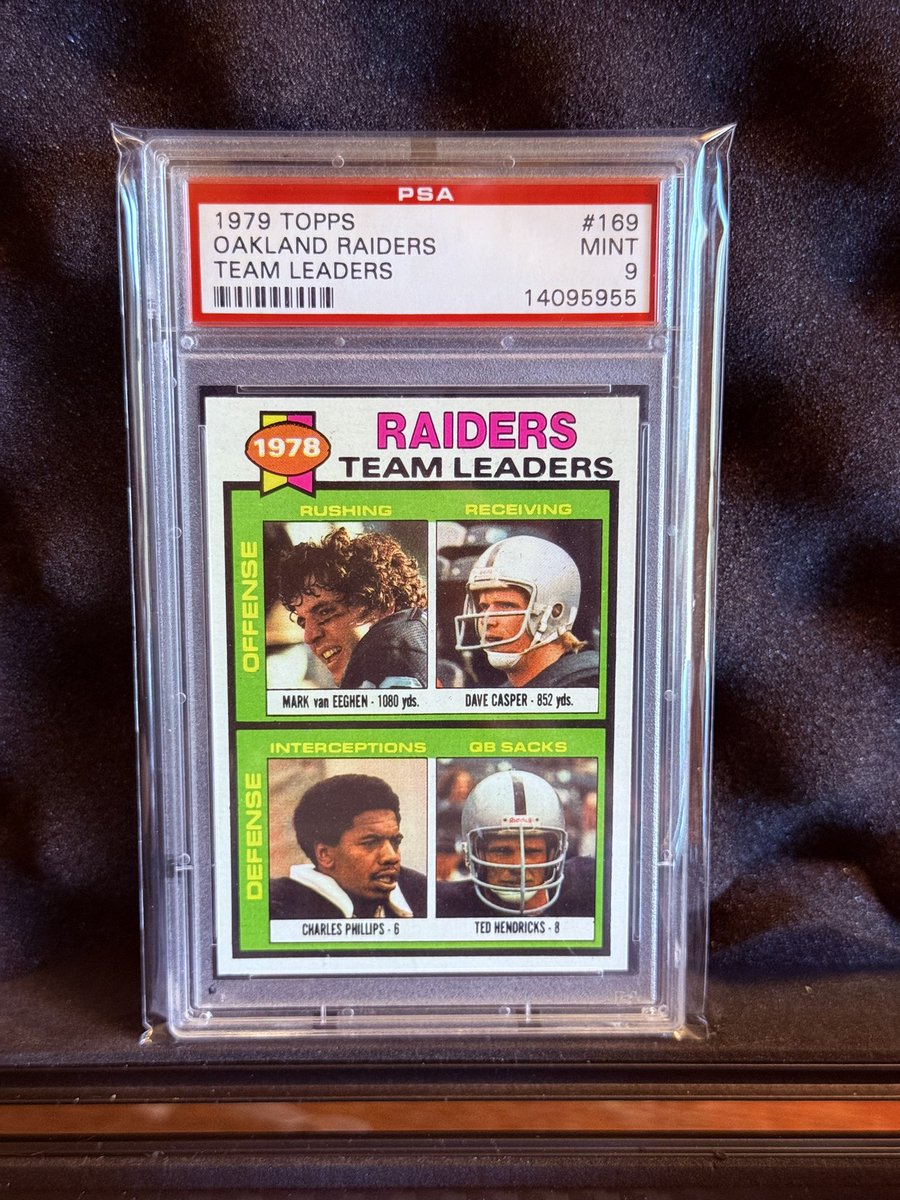 PSA
1979 TOPPS #169
OAKLAND RAIDERS MINT
TEAM LEADERS 9
14095955
1978
RAIDERS
TEAM LEADERS
OFFENSE
RUSHING RECEIVING
MARK van EEGHEN - 1080 yds. DAVE CASPER - 852 yds.
DEFENSE
INTERCEPTIONS QB SACKS
Riddell
CHARLES PHILLIPS - 6 TED HENDRICKS - 8